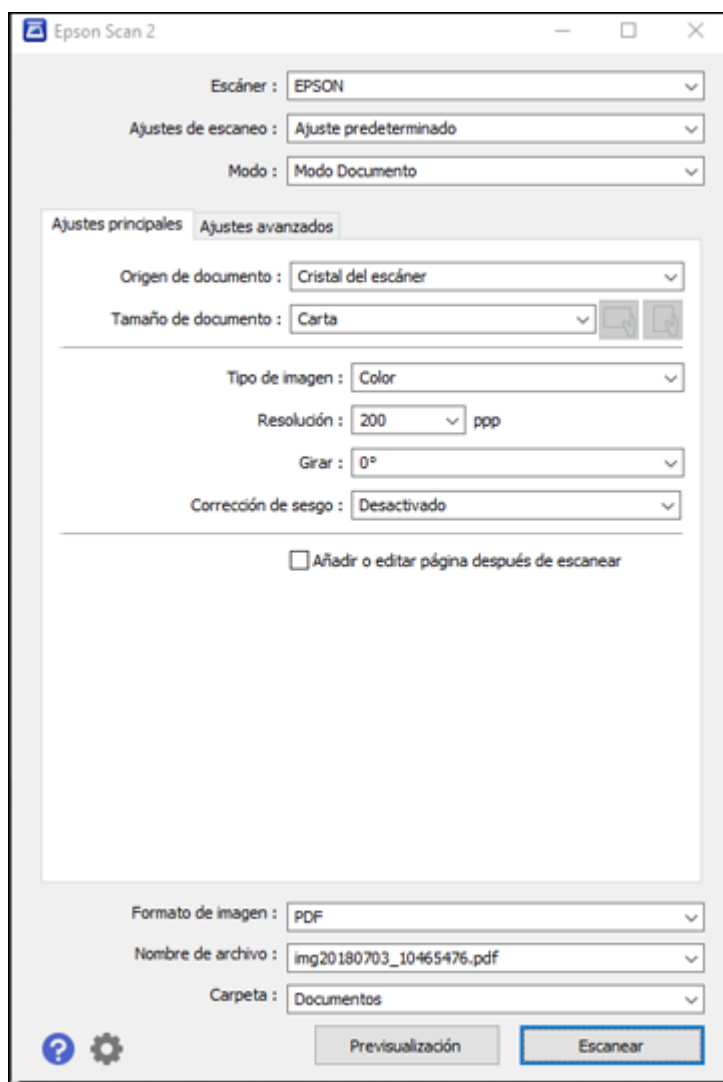 Epson Scan 2
Escáner : EPSON
Ajustes de escaneo : Ajuste predeterminado
Modo : Modo Documento
Ajustes principales Ajustes avanzados
Origen de documento : Cristal del escáner
Tamaño de documento : Carta
Tipo de imagen : Color
Resolución : 200 ppp
Girar : 0°
Corrección de sesgo : Desactivado
Añadir o editar página después de escanear
Formato de imagen : PDF
Nombre de archivo : img20180703_10465476.pdf
Carpeta : Documentos
? Previsualización Escanear